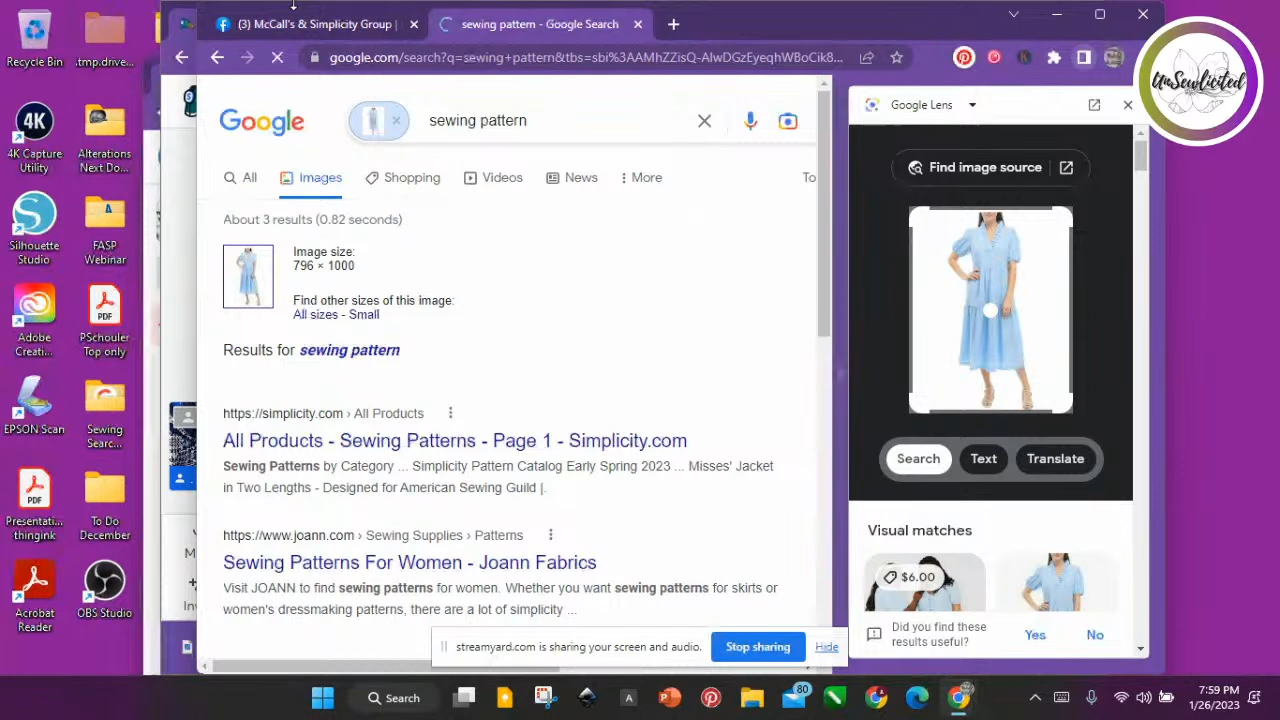 Recycle Bin
.tmp.drive...
4K Capture
Utility
Alterations
Next Do...
Silhouette
Studio
FASP
Webinar
Adobe
Creati...
PSchouler
Top only
EPSON Scan
Sewing
Searc...
Presentati...
thingink
To Do
December
Acrobat
Reader
OBS Studio
(3) McCall's & Simplicity Group |
sewing pattern - Google Search
google.com/search?q=sewing+pattern&tbs=sbi%3AAMhZZisQ-AlwDGzEyeqhWBoCik8...
Google
sewing pattern
All
Images
Shopping
Videos
News
More
To
About 3 results (0.82 seconds)
Image size:
796 × 1000
Find other sizes of this image:
All sizes - Small
Results for sewing pattern
https://simplicity.com › All Products
All Products - Sewing Patterns - Page 1 - Simplicity.com
Sewing Patterns by Category ... Simplicity Pattern Catalog Early Spring 2023 ... Misses' Jacket
in Two Lengths - Designed for American Sewing Guild |.
https://www.joann.com › Sewing Supplies › Patterns
Sewing Patterns For Women - Joann Fabrics
Visit JOANN to find sewing patterns for women. Whether you want sewing patterns for skirts or
women's dressmaking patterns, there are a lot of simplicity ...
Google Lens
Find image source
Search
Text
Translate
Visual matches
$6.00
Did you find these
results useful?
Yes
No
UnSewlicited
streamyard.com is sharing your screen and audio.
Stop sharing
Hide
Search
80
7:59 PM
1/26/2023